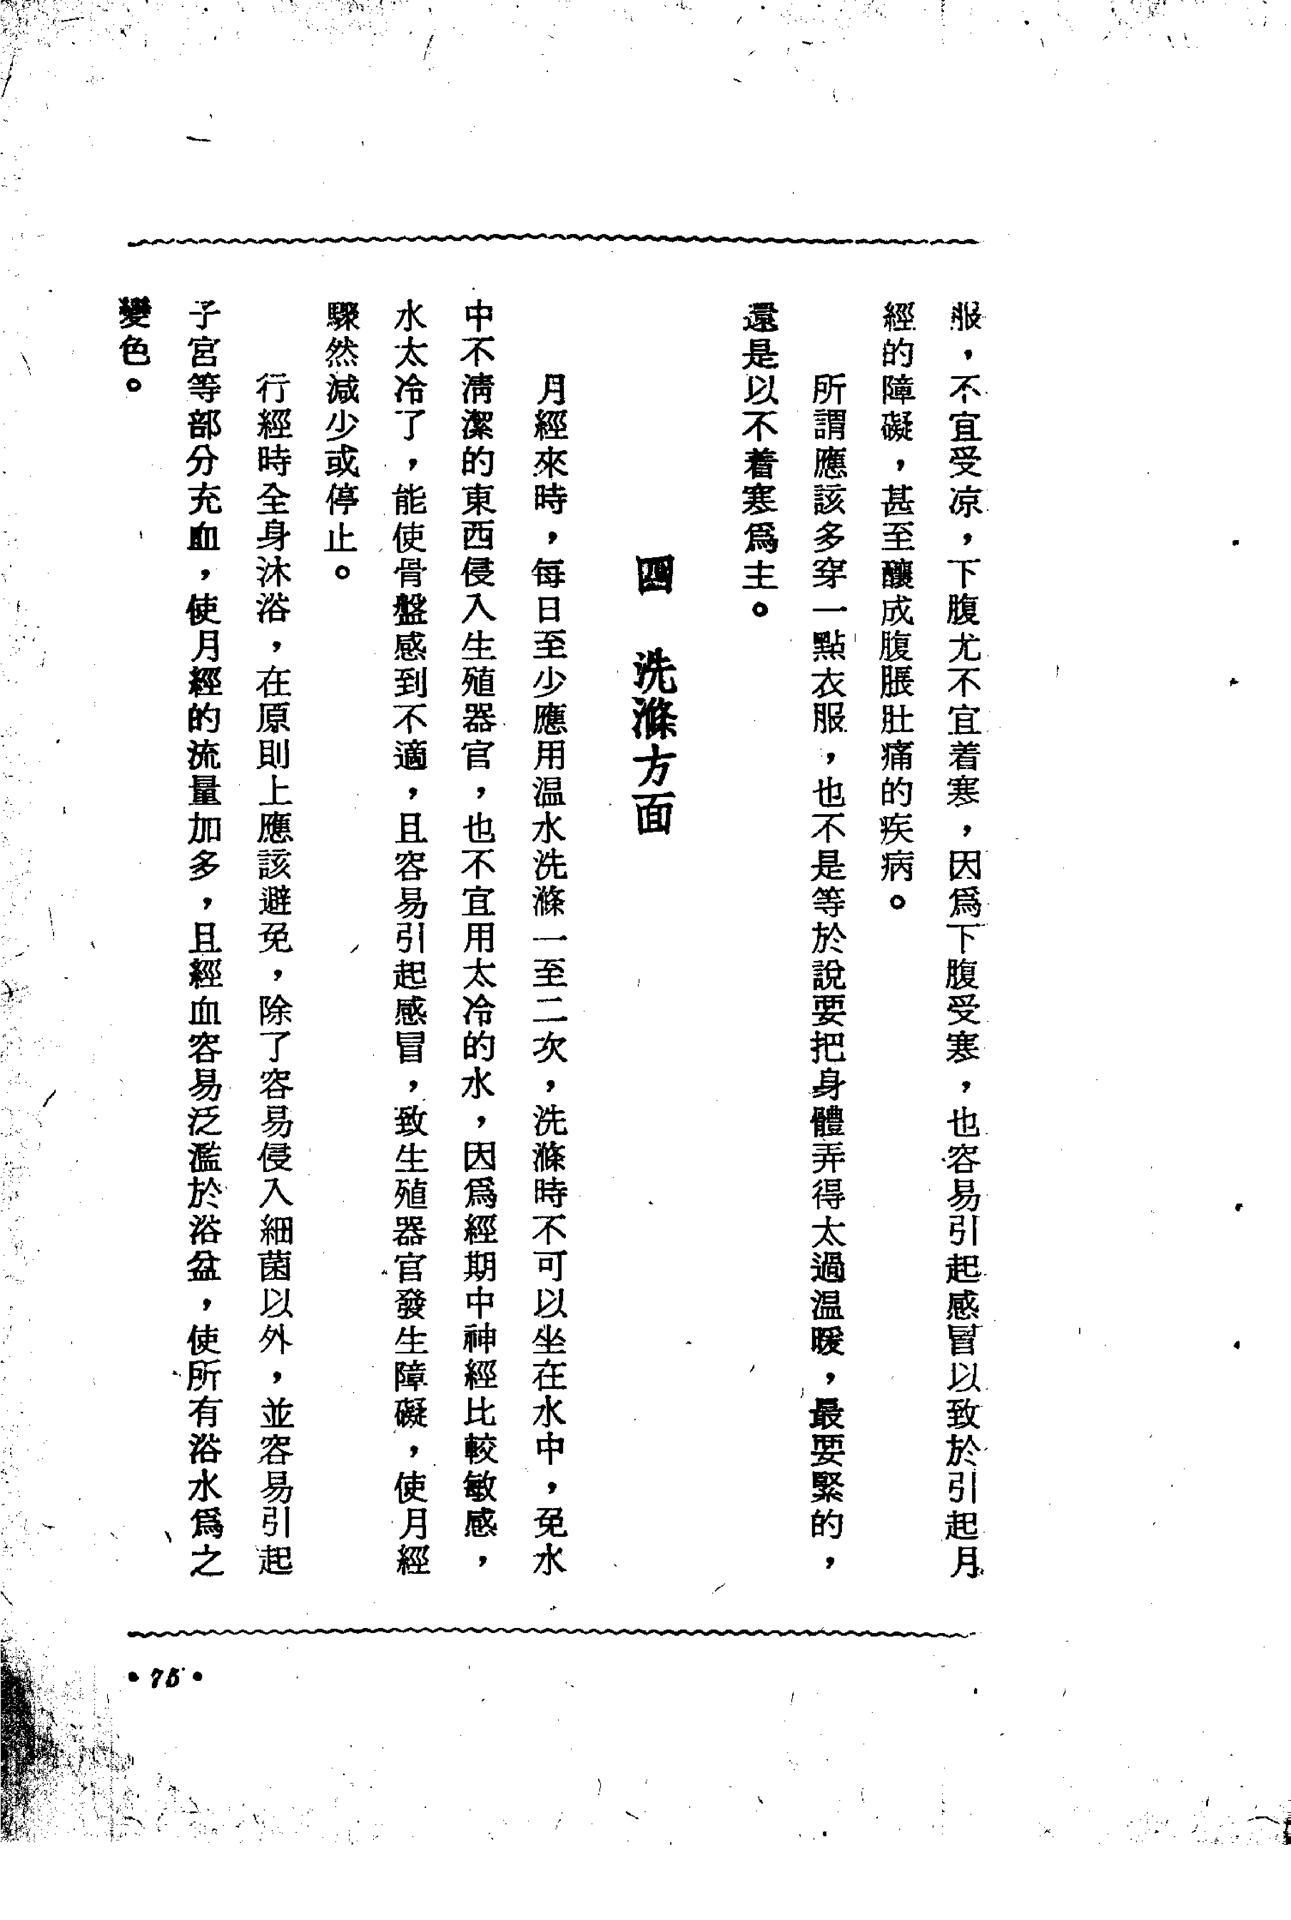 服，不宜受凉，下腹尤不宜着寒，因爲下腹受寒，也容易引起感冒以致於引起月
經的障礙，甚至釀成腹脹肚痛的疾病。
所謂應該多穿一點衣服，也不是等於說要把身體弄得太過温暖，最要緊的，
還是以不着寒爲主。
四　洗滌方面
月經來時，每日至少應用温水洗滌一至二次，洗滌時不可以坐在水中，免水
中不淸潔的東西侵入生殖器官，也不宜用太冷的水，因爲經期中神經比較敏感，
水太冷了，能使骨盤感到不適，且容易引起感冒，致生殖器官發生障礙，使月經
驟然減少或停止。
行經時全身沐浴，在原則上應該避免，除了容易侵入細菌以外，並容易引起
子宮等部分充血，使月經的流量加多，且經血容易泛濫於浴盆，使所有浴水爲之
變色。
•75•